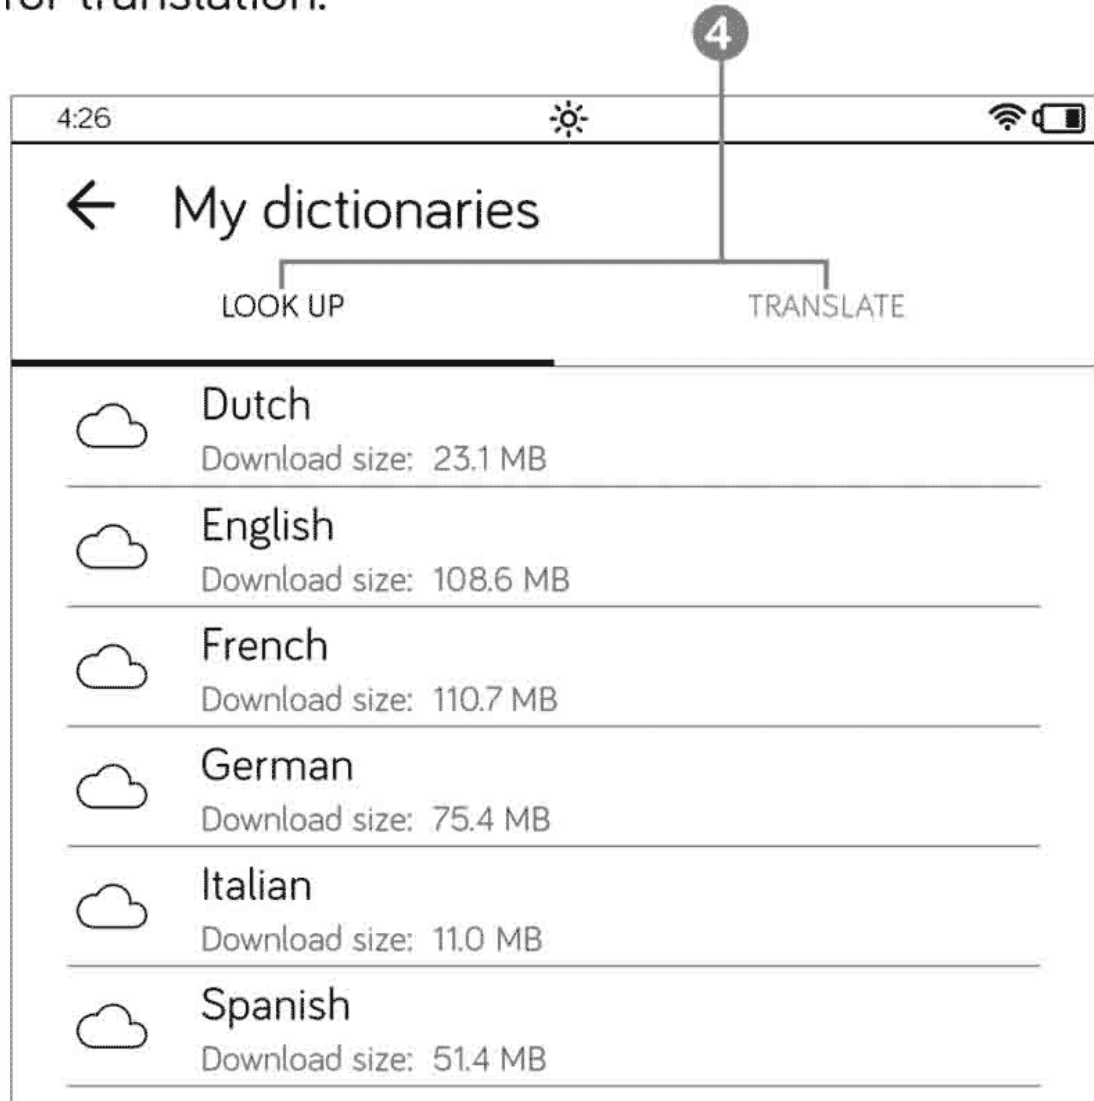 for translation.
4
4:26
My dictionaries
LOOK UP TRANSLATE
Dutch
Download size: 23.1 MB
English
Download size: 108.6 MB
French
Download size: 110.7 MB
German
Download size: 75.4 MB
Italian
Download size: 11.0 MB
Spanish
Download size: 51.4 MB